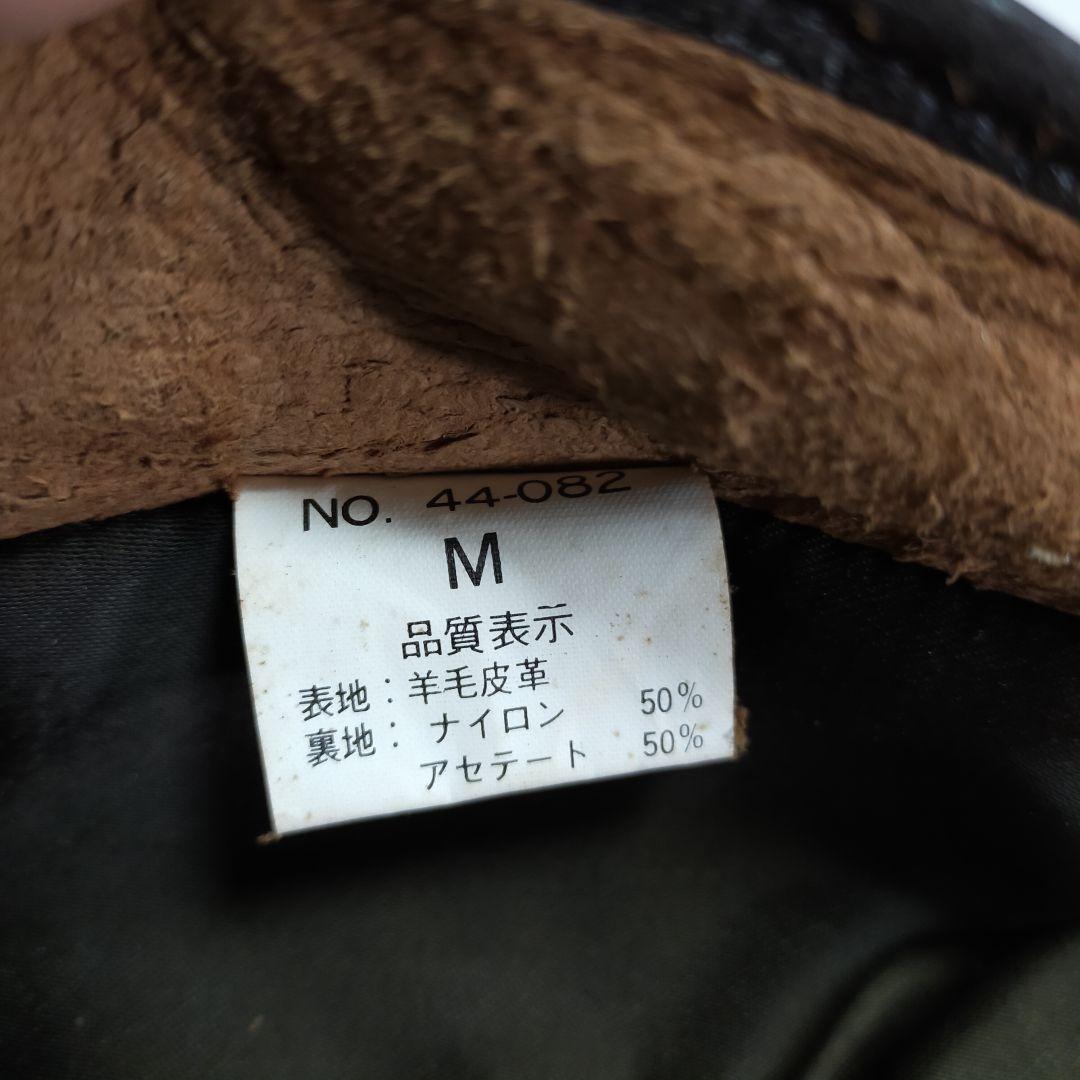 NO. 44-082
M
品質表示
表地：羊毛皮革
裏地：ナイロン 50%
アセテート 50%